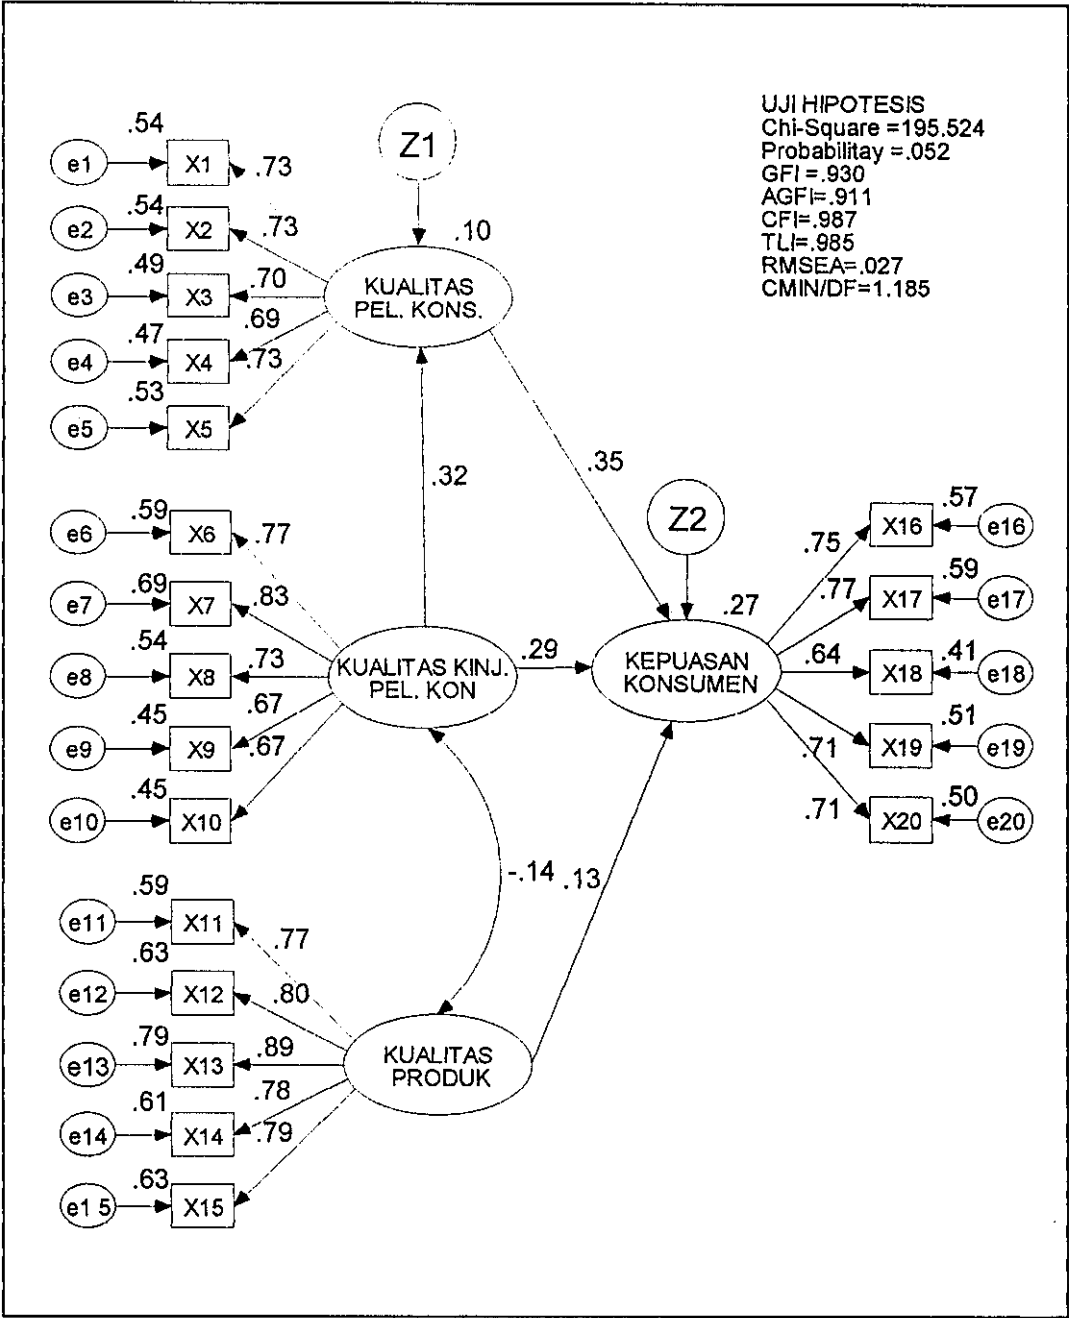 UJI HIPOTESIS
Chi-Square =195.524
Probabilitay =.052
GFI =.930
AGFI=.911
CFI=.987
TLI=.985
RMSEA=.027
CMIN/DF=1.185
Z1
.10
KUALITAS
PEL. KONS.
.54
e1 X1 .73
.54
e2 X2 .73
.49
e3 X3 .70
.47
e4 X4 .69
.53
e5 X5 .73
.32
.35
Z2
.27
KEPUASAN
KONSUMEN
.59
e6 X6 .77
.69
e7 X7 .83
.54
e8 X8 .73
.45
e9 X9 .67
.45
e10 X10 .67
KUALITAS KINJ.
PEL. KON
.29
.57
.75 X16 e16
.59
.77 X17 e17
.41
.64 X18 e18
.51
.71 X19 e19
.50
.71 X20 e20
-.14
.13
.59
e11 X11 .77
.63
e12 X12 .80
.79
e13 X13 .89
.61
e14 X14 .78
.63
e1 5 X15 .79
KUALITAS
PRODUK